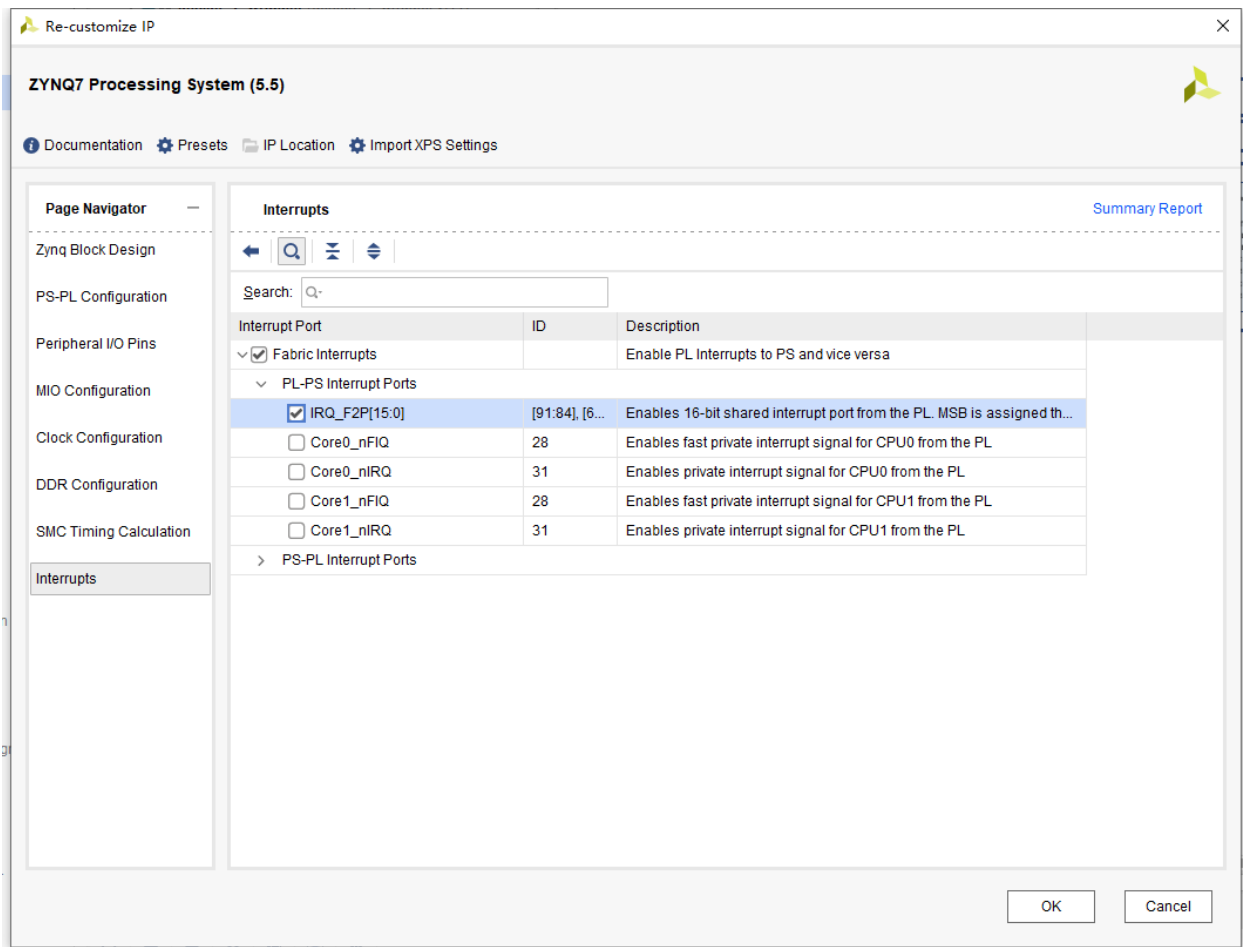 Re-customize IP
ZYNQ7 Processing System (5.5)
Documentation Presets IP Location Import XPS Settings
Page Navigator
Zynq Block Design
PS-PL Configuration
Peripheral I/O Pins
MIO Configuration
Clock Configuration
DDR Configuration
SMC Timing Calculation
Interrupts
Interrupts Summary Report
Search:
Interrupt Port ID Description
Fabric Interrupts Enable PL Interrupts to PS and vice versa
PL-PS Interrupt Ports
IRQ_F2P[15:0] [91:84], [6... Enables 16-bit shared interrupt port from the PL. MSB is assigned th...
Core0_nFIQ 28 Enables fast private interrupt signal for CPU0 from the PL
Core0_nIRQ 31 Enables private interrupt signal for CPU0 from the PL
Core1_nFIQ 28 Enables fast private interrupt signal for CPU1 from the PL
Core1_nIRQ 31 Enables private interrupt signal for CPU1 from the PL
PS-PL Interrupt Ports
OK Cancel